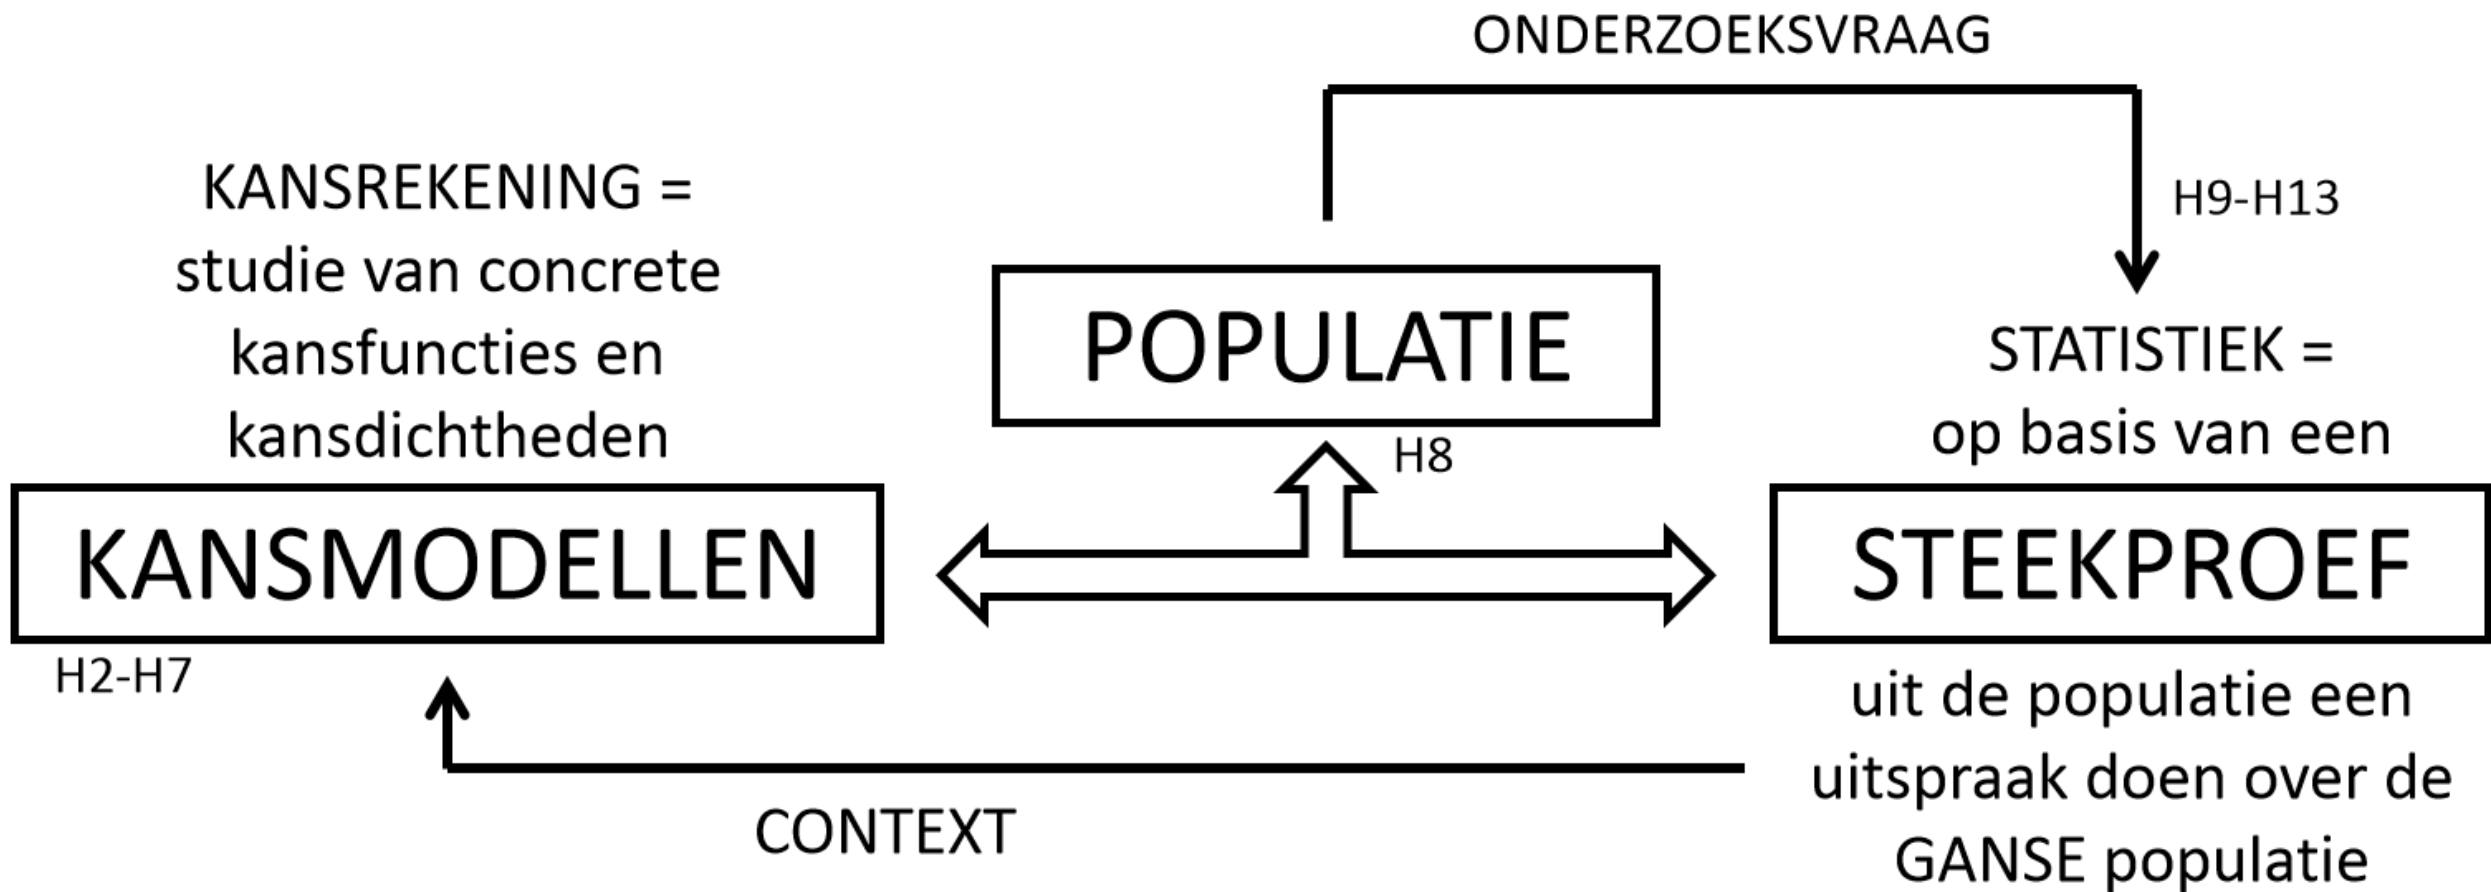 ONDERZOEKSVRAAG
KANSREKENING =
studie van concrete
kansfuncties en
kansdichtheden
KANSMODELLEN
H2-H7
POPULATIE
H8
H9-H13
STATISTIEK =
op basis van een
STEEKPROEF
uit de populatie een
uitspraak doen over de
GANSE populatie
CONTEXT